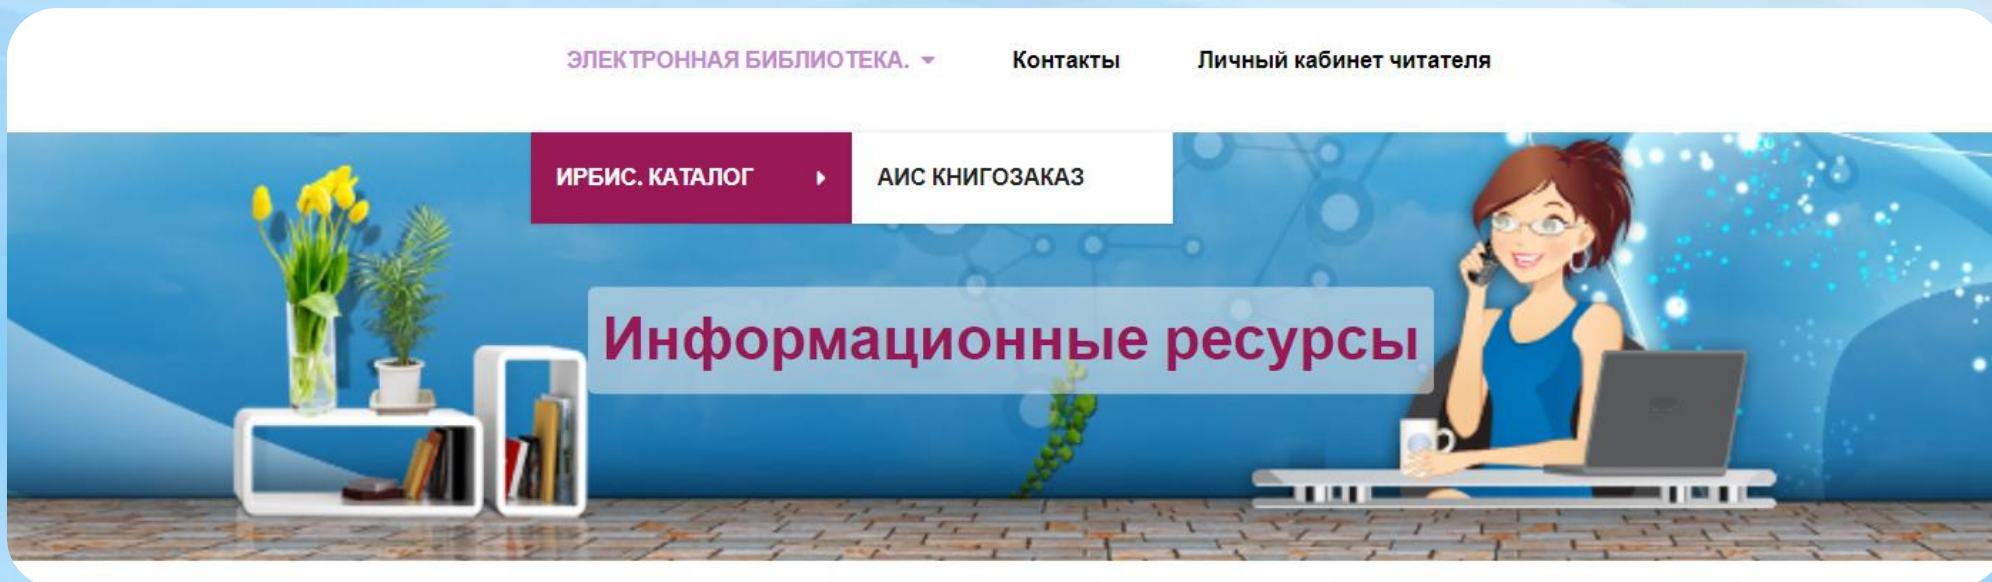 ЭЛЕКТРОННАЯ БИБЛИОТЕКА. Контакты Личный кабинет читателя
ИРБИС. КАТАЛОГ АИС КНИГОЗАКАЗ
Информационные ресурсы